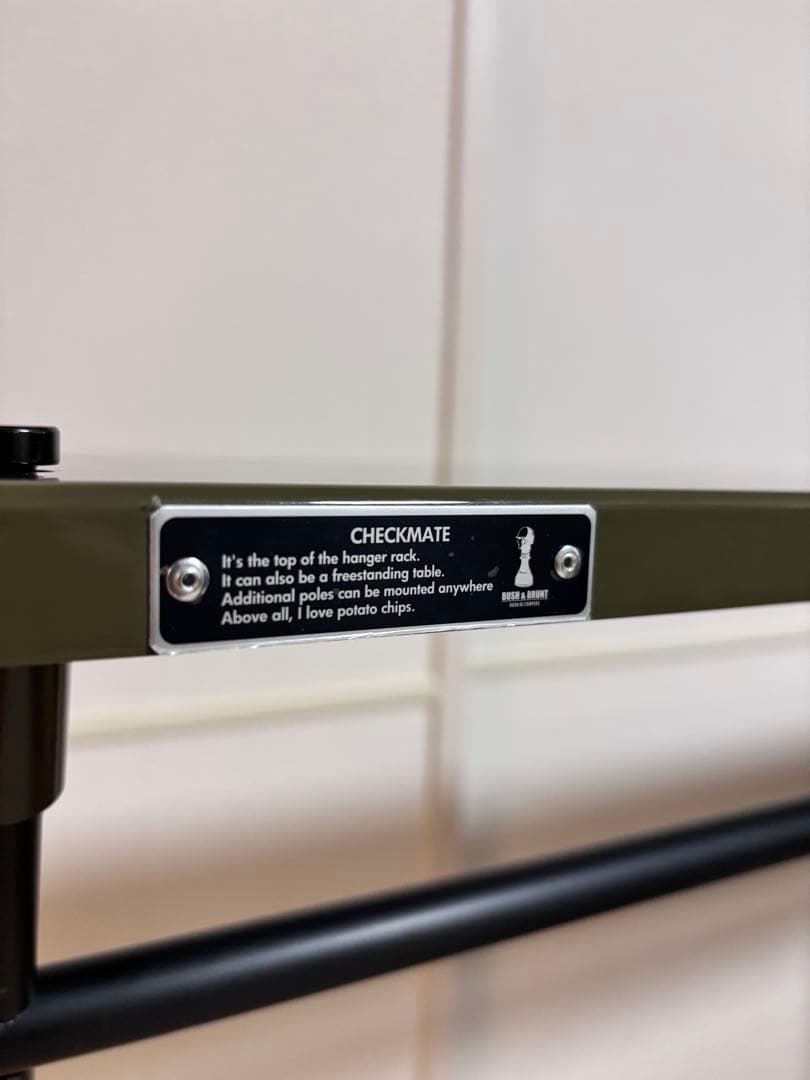 CHECKMATE
It's the top of the hanger rack.
It can also be a freestanding table.
Additional poles can be mounted anywhere
Above all, I love potato chips.
BUSH & BRUNT